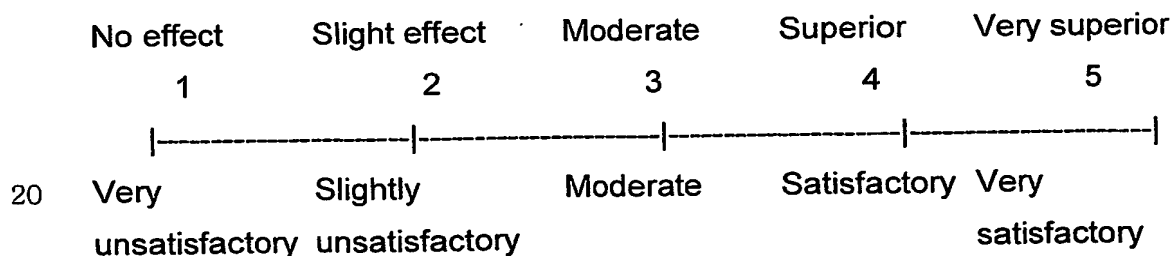 No effect Slight effect Moderate Superior Very superior
1 2 3 4 5
|----------------------|---------------------|--------------------|---------------------|
20 Very Slightly Moderate Satisfactory Very
unsatisfactory unsatisfactory satisfactory